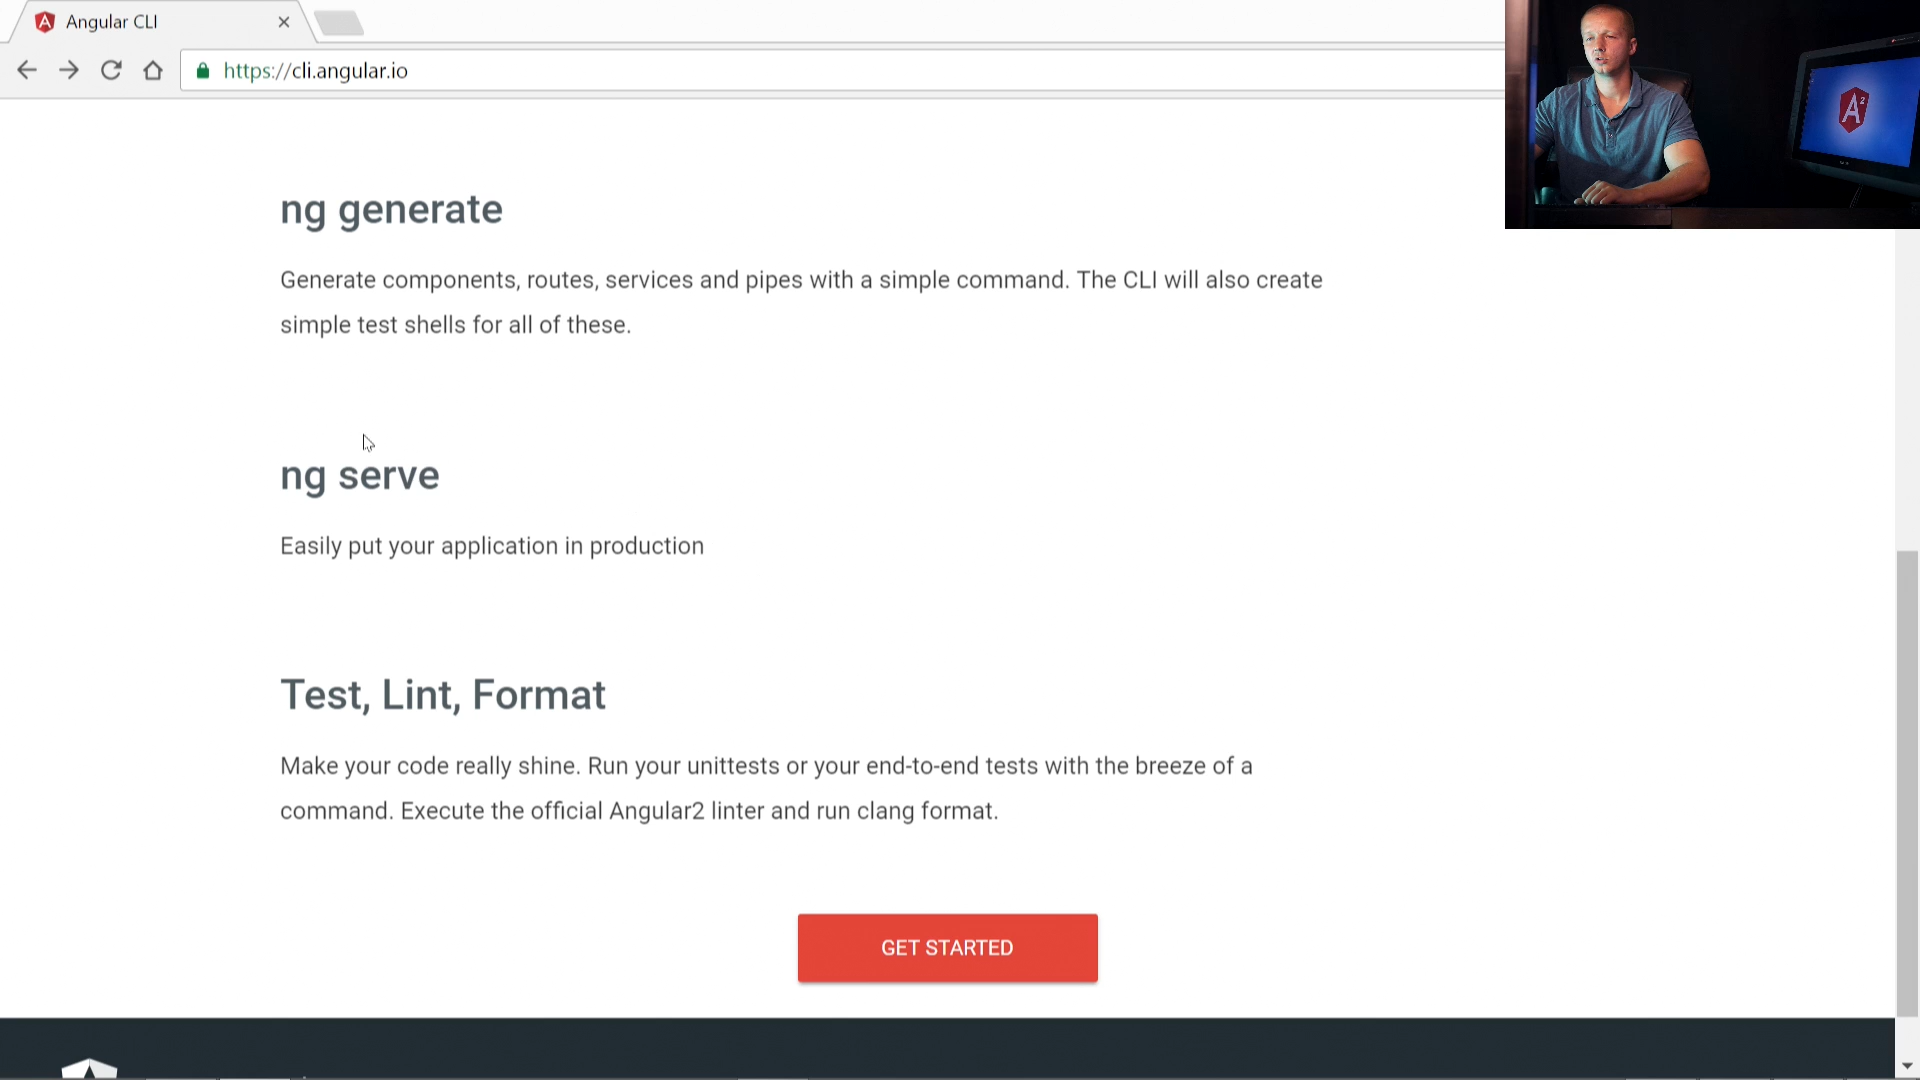 Angular CLI
https://cli.angular.io
A2
ng generate
Generate components, routes, services and pipes with a simple command. The CLI will also create
simple test shells for all of these.
ng serve
Easily put your application in production
Test, Lint, Format
Make your code really shine. Run your unittests or your end-to-end tests with the breeze of a
command. Execute the official Angular2 linter and run clang format.
GET STARTED